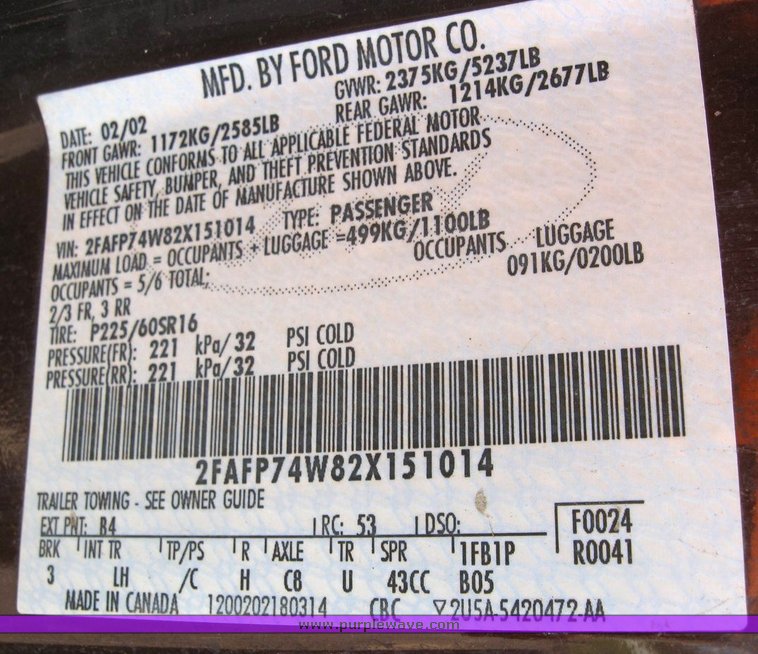 MFD. BY FORD MOTOR CO.
DATE: 02/02 GVWR: 2375KG/5237LB
FRONT GAWR: 1172KG/2585LB REAR GAWR: 1214KG/2677LB
THIS VEHICLE CONFORMS TO ALL APPLICABLE FEDERAL MOTOR
VEHICLE SAFETY, BUMPER, AND THEFT PREVENTION STANDARDS
IN EFFECT ON THE DATE OF MANUFACTURE SHOWN ABOVE.
VIN: 2FAFP74W82X151014 TYPE: PASSENGER
MAXIMUM LOAD = OCCUPANTS + LUGGAGE =499KG/1100LB
OCCUPANTS = 5/6 TOTAL; OCCUPANTS LUGGAGE
2/3 FR, 3 RR 091KG/0200LB
TIRE: P225/60SR16
PRESSURE(FR): 221 kPa/ 32 PSI COLD
PRESSURE(RR): 221 kPa/ 32 PSI COLD
2FAFP74W82X151014
TRAILER TOWING - SEE OWNER GUIDE
EXT PNT: B4 RC: 53 DSO: F0024
BRK INT TR TP/PS R AXLE TR SPR 1FB1P R0041
3 LH /C H C8 U 43CC B05
MADE IN CANADA 1200202180314 CBC ▽2U5A-5420472-AA
www.purplewave.com